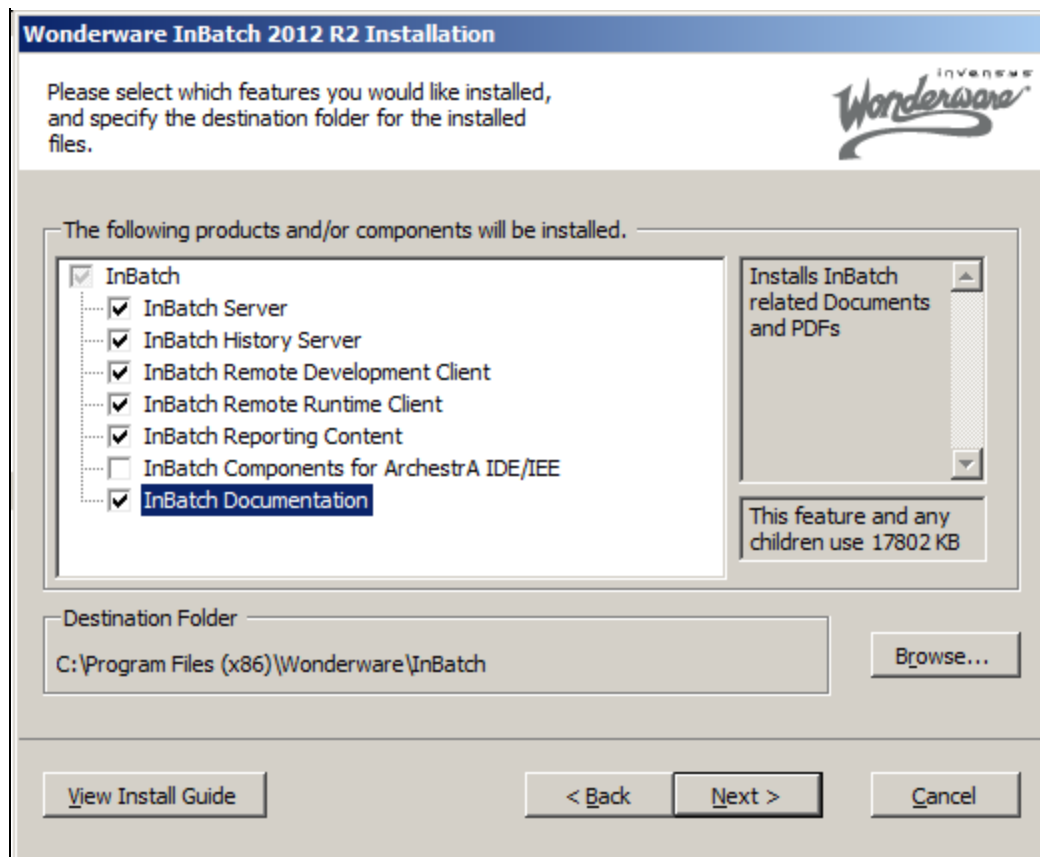 Wonderware InBatch 2012 R2 Installation
Please select which features you would like installed,
and specify the destination folder for the installed
files.
invensys
Wonderware
The following products and/or components will be installed.
InBatch
InBatch Server
InBatch History Server
InBatch Remote Development Client
InBatch Remote Runtime Client
InBatch Reporting Content
InBatch Components for ArchestrA IDE/IEE
InBatch Documentation
Installs InBatch
related Documents
and PDFs
This feature and any
children use 17802 KB
Destination Folder
C:\Program Files (x86)\Wonderware\InBatch
Browse...
View Install Guide
< Back
Next >
Cancel